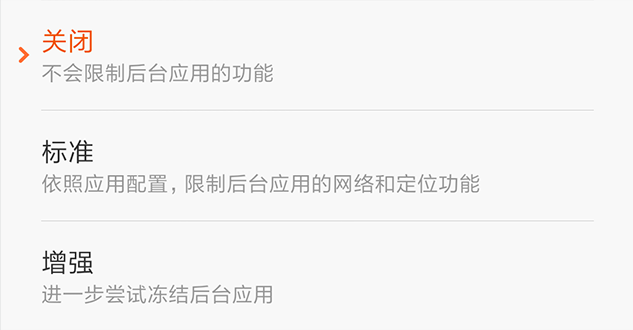 关闭
不会限制后台应用的功能
标准
依照应用配置，限制后台应用的网络和定位功能
增强
进一步尝试冻结后台应用